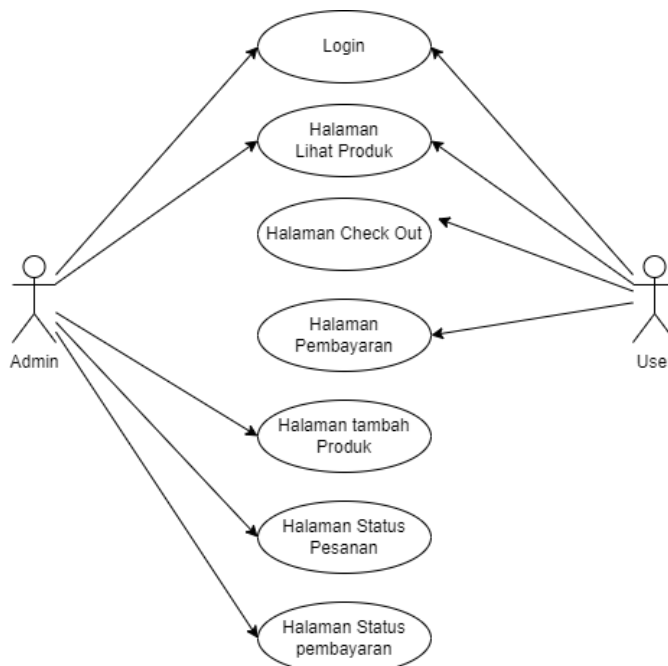 Login
Halaman
Lihat Produk
Halaman Check Out
Halaman
Pembayaran
Admin
Use
Halaman tambah
Produk
Halaman Status
Pesanan
Halaman Status
pembayaran